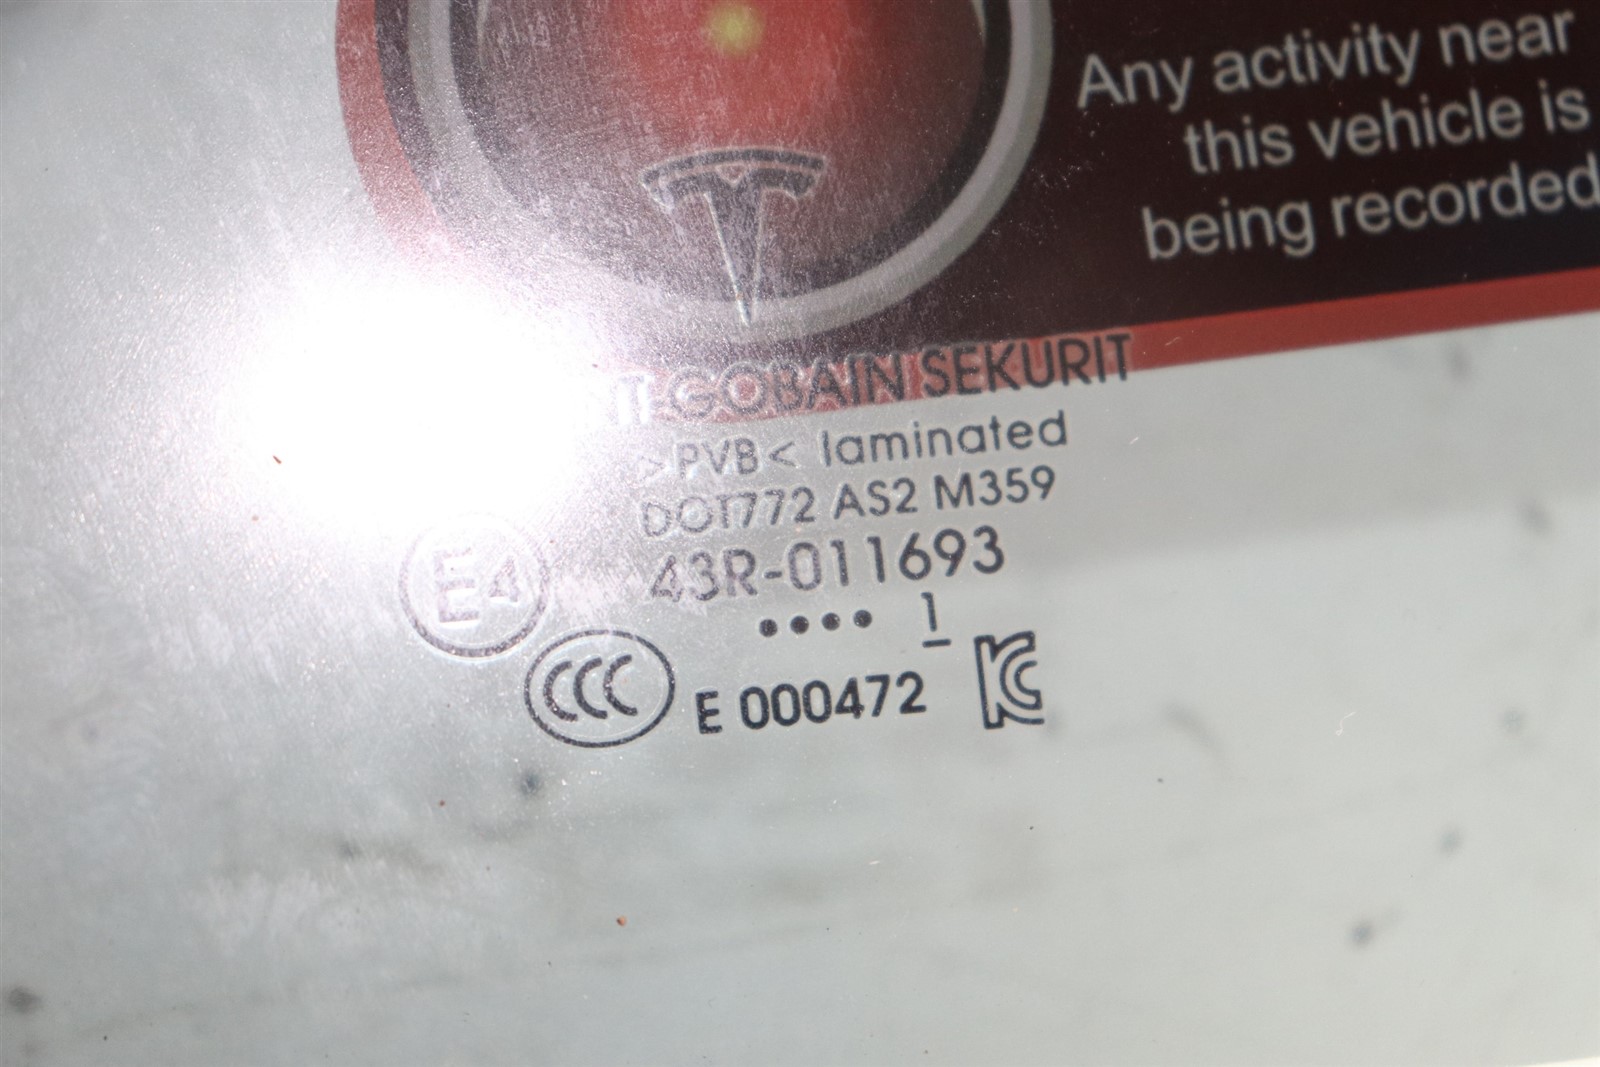 Any activity near
this vehicle is
being recorded
GOBAIN SEKURIT
>PVB< laminated
DOT772 AS2 M359
E4
43R-011693
•••• 1
CCC
E 000472
KC